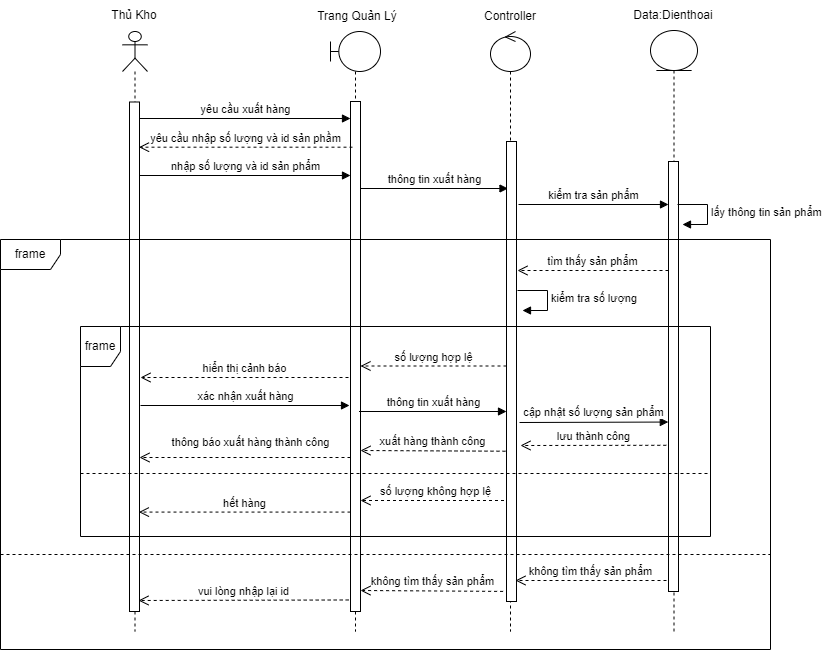 Thủ Kho
Trang Quản Lý
Controller
Data:Dienthoai
yêu cầu xuất hàng
yêu cầu nhập số lượng và id sản phẩm
nhập số lượng và id sản phẩm
thông tin xuất hàng
kiểm tra sản phẩm
lấy thông tin sản phẩm
frame
tìm thấy sản phẩm
kiểm tra số lượng
frame
số lượng hợp lệ
hiển thị cảnh báo
xác nhận xuất hàng
thông tin xuất hàng
cập nhật số lượng sản phẩm
lưu thành công
xuất hàng thành công
thông báo xuất hàng thành công
số lượng không hợp lệ
hết hàng
không tìm thấy sản phẩm
không tìm thấy sản phẩm
vui lòng nhập lại id